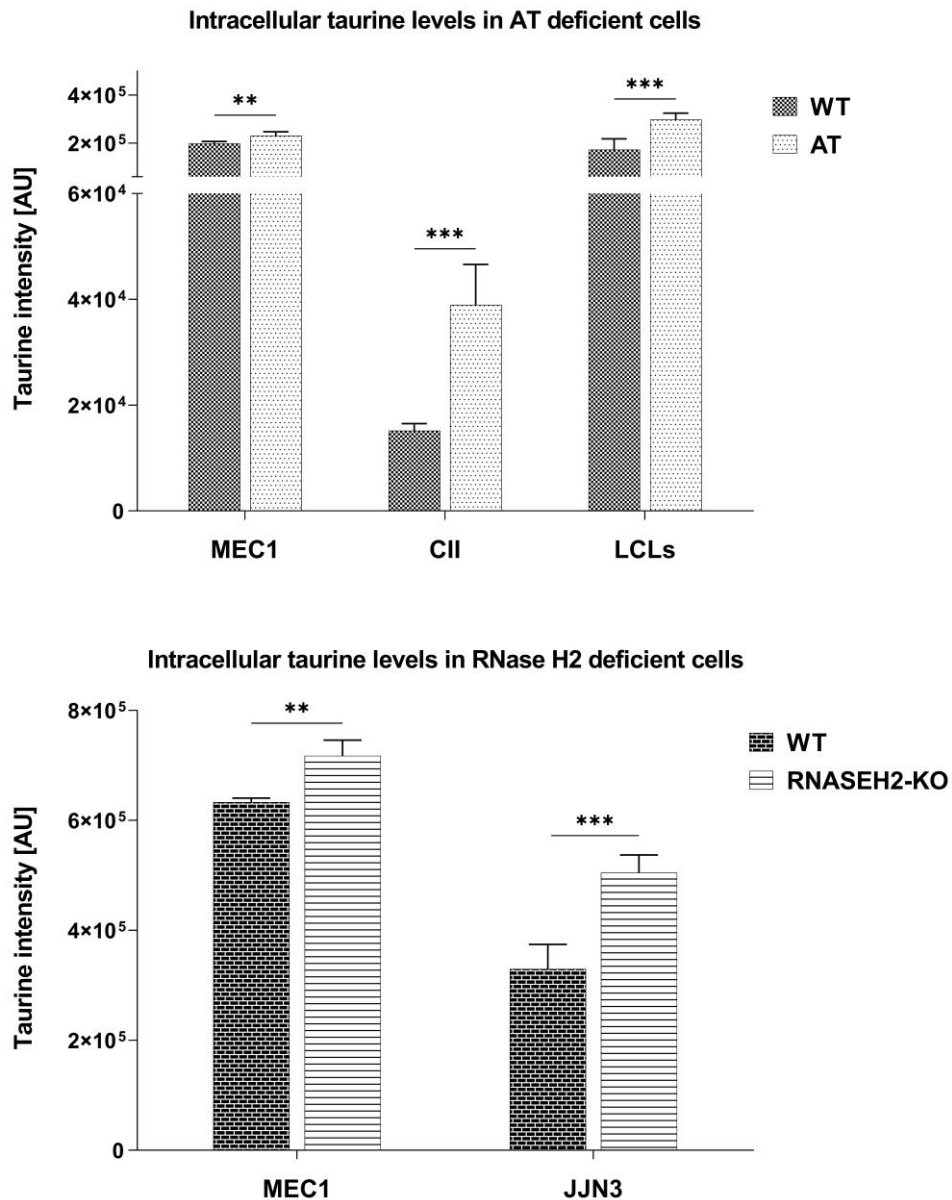 Intracellular taurine levels in AT deficient cells
Taurine intensity [AU]
4×10⁵
2×10⁵
6×10⁴
4×10⁴
2×10⁴
0
**
***
***
WT
AT
MEC1 CII LCLs
Intracellular taurine levels in RNase H2 deficient cells
Taurine intensity [AU]
8×10⁵
6×10⁵
4×10⁵
2×10⁵
0
**
***
WT
RNASEH2-KO
MEC1 JJN3